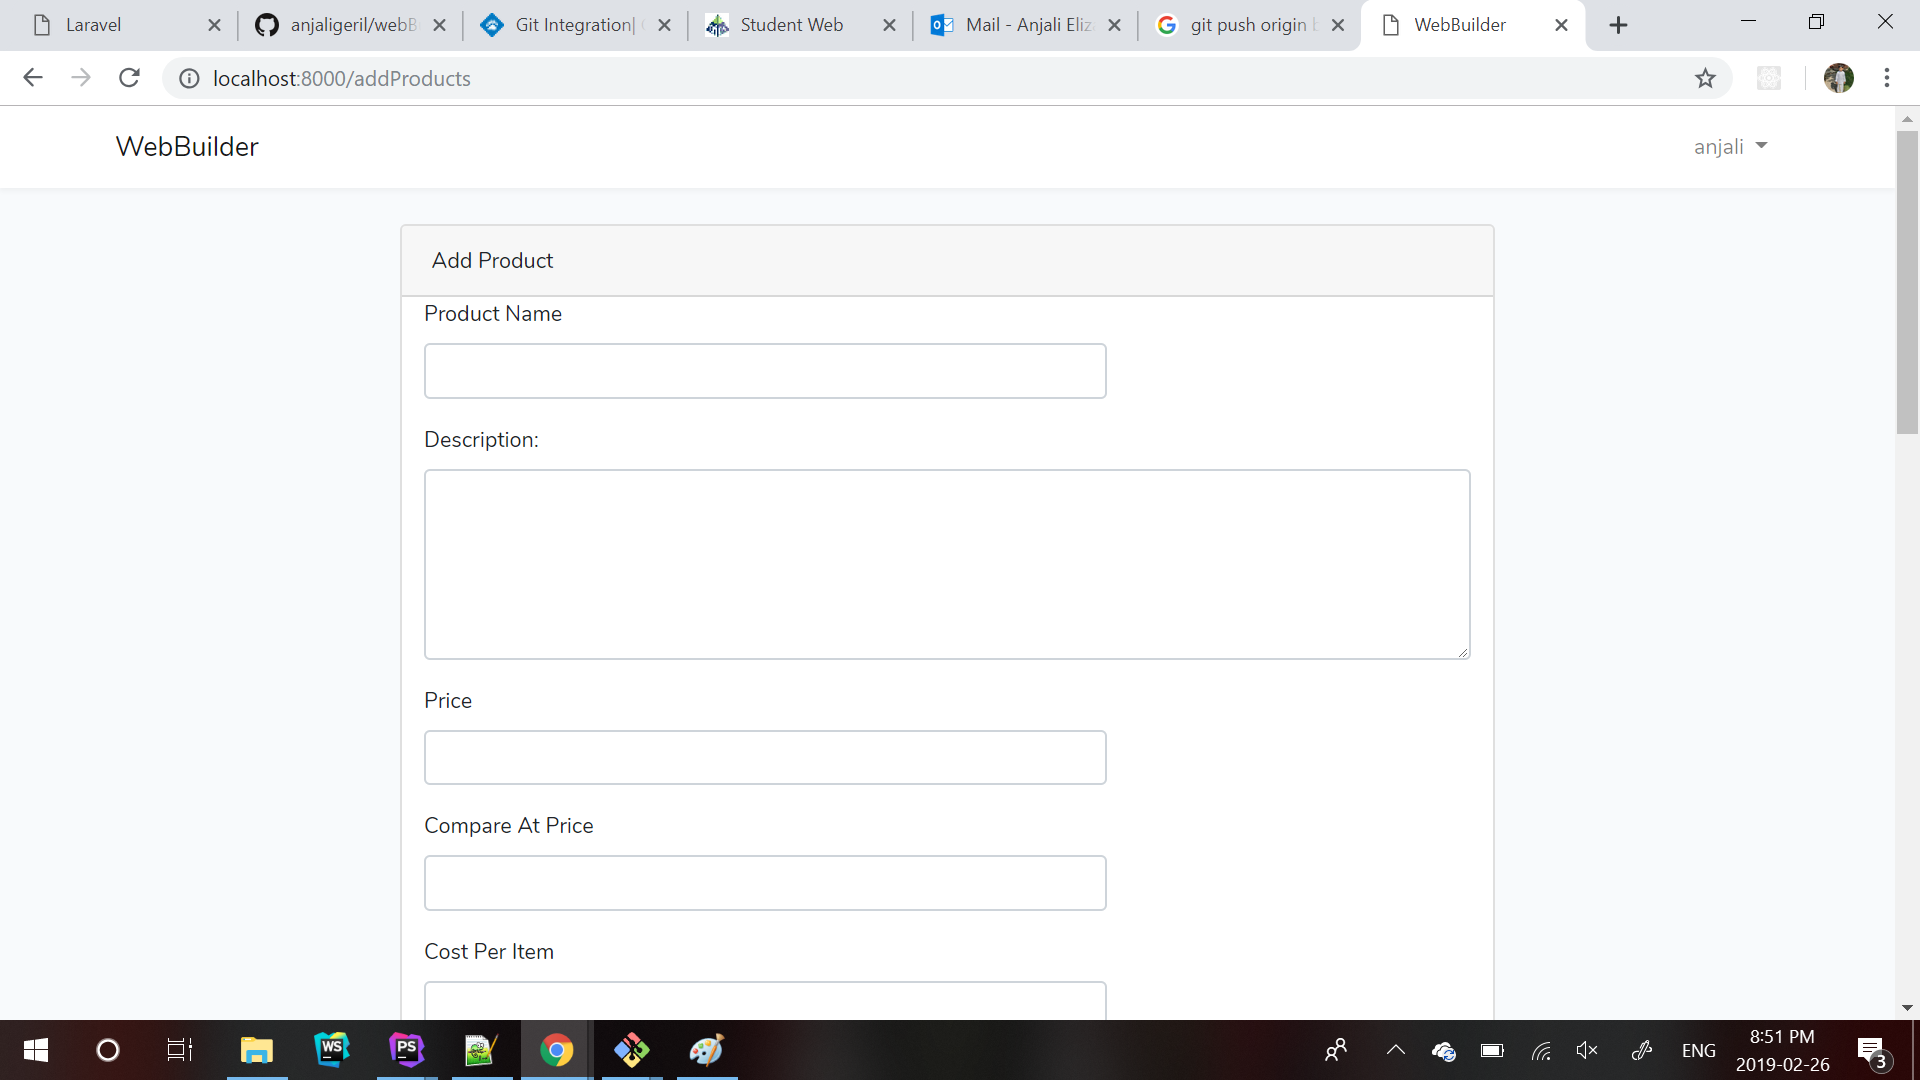 Laravel
anjaligeril/webB
Git Integration|
Student Web
Mail - Anjali Eliz
git push origin
WebBuilder
localhost:8000/addProducts
WebBuilder
anjali
Add Product
Product Name
Description:
Price
Compare At Price
Cost Per Item
WS
PS
ENG
8:51 PM
2019-02-26
3